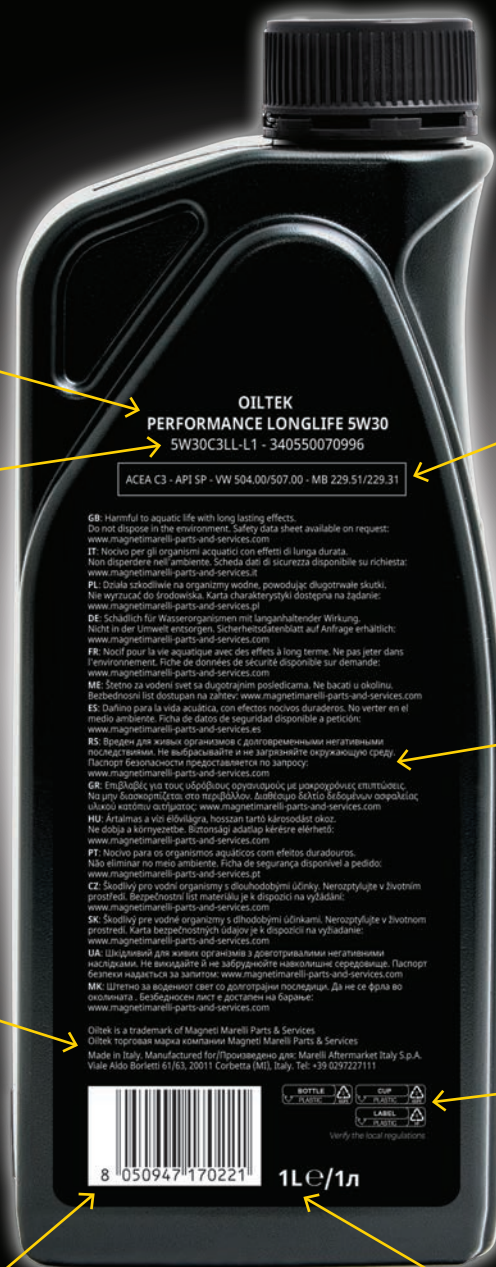 OILTEK
PERFORMANCE LONGLIFE 5W30
5W30C3LL-L1 - 340550070996
ACEA C3 - API SP - VW 504.00/507.00 - MB 229.51/229.31
GB: Harmful to aquatic life with long lasting effects.
Do not dispose in the environment. Safety data sheet available on request:
www.magnetimarelli-parts-and-services.com
IT: Nocivo per gli organismi acquatici con effetti di lunga durata.
Non disperdere nell'ambiente. Scheda dati di sicurezza disponibile su richiesta:
www.magnetimarelli-parts-and-services.it
PL: Działa szkodliwie na organizmy wodne, powodując długotrwałe skutki.
Nie wyrzucać do środowiska. Karta charakterystyki dostępna na żądanie:
www.magnetimarelli-parts-and-services.pl
DE: Schädlich für Wasserorganismen mit langanhaltender Wirkung.
Nicht in der Umwelt entsorgen. Sicherheitsdatenblatt auf Anfrage erhältlich:
www.magnetimarelli-parts-and-services.com
FR: Nocif pour la vie aquatique avec des effets à long terme. Ne pas jeter dans
l'environnement. Fiche de données de sécurité disponible sur demande:
www.magnetimarelli-parts-and-services.com
ME: Štetno za vodeni svet sa dugotrajnim posledicama. Ne bacati u okolinu.
Bezbednosni list dostupan na zahtev: www.magnetimarelli-parts-and-services.com
ES: Dañino para la vida acuática, con efectos nocivos duraderos. No verter en el
medio ambiente. Ficha de datos de seguridad disponible a petición:
www.magnetimarelli-parts-and-services.es
RS: Вреден для живых организмов с долговременными негативными
последствиями. Не выбрасывайте и не загрязняйте окружающую среду.
Паспорт безопасности предоставляется по запросу:
www.magnetimarelli-parts-and-services.com
GR: Επιβλαβές για τους υδρόβιους οργανισμούς με μακροχρόνιες επιπτώσεις.
Να μην διασκορπίζεται στο περιβάλλον. Διαθέσιμο δελτίο δεδομένων ασφαλείας
υλικού κατόπιν αιτήματος: www.magnetimarelli-parts-and-services.com
HU: Ártalmas a vízi élővilágra, hosszan tartó károsodást okoz.
Ne dobja a környezetbe. Biztonsági adatlap kérésre elérhető:
www.magnetimarelli-parts-and-services.com
PT: Nocivo para os organismos aquáticos com efeitos duradouros.
Não eliminar no meio ambiente. Ficha de segurança disponível a pedido:
www.magnetimarelli-parts-and-services.pt
CZ: Škodlivý pro vodní organismy s dlouhodobými účinky. Nerozptylujte v životním
prostředí. Bezpečnostní list materiálu je k dispozici na vyžádání:
www.magnetimarelli-parts-and-services.com
SK: Škodlivý pre vodné organizmy s dlhodobými účinkami. Nerozptylujte v životnom
prostredí. Karta bezpečnostných údajov je k dispozícii na vyžiadanie:
www.magnetimarelli-parts-and-services.com
UA: Шкідливий для живих організмів з довготривалими негативними
наслідками. Не викидайте й не забруднюйте навколишнє середовище. Паспорт
безпеки надається за запитом: www.magnetimarelli-parts-and-services.com
MK: Штетно за водениот свет со долготрајни последици. Да не се фрла во
околината . Безбедносен лист е достапен на барање:
www.magnetimarelli-parts-and-services.com
Oiltek is a trademark of Magneti Marelli Parts & Services
Oiltek торговая марка компании Magneti Marelli Parts & Services
Made in Italy. Manufactured for/Произведено для: Marelli Aftermarket Italy S.p.A.
Viale Aldo Borletti 61/63, 20011 Corbetta (MI), Italy. Tel: +39 0297227111
BOTTLE
PLASTIC
CUP
PLASTIC
LABEL
PLASTIC
Verify the local regulations
8 050947 170221
1L℮/1л